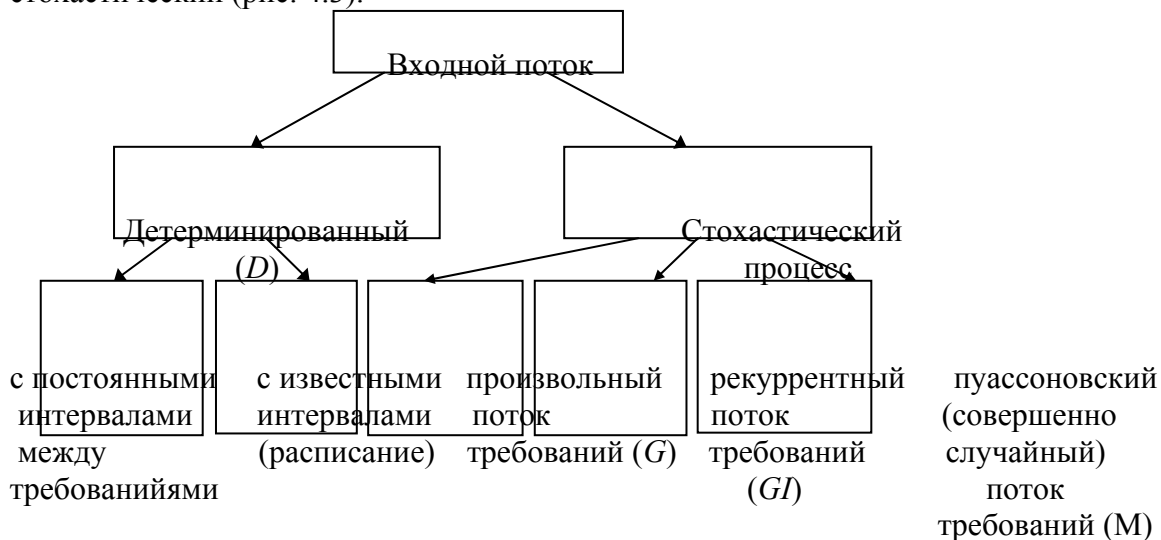 стохастический (рис. 4.3).
Входной поток
Детерминированный
(D)
Стохастический
процесс
с постоянными
интервалами
между
требованийями
с известными
интервалами
(расписание)
произвольный
поток
требований (G)
рекуррентный
поток
требований
(GI)
пуассоновский
(совершенно
случайный)
поток
требований (М)